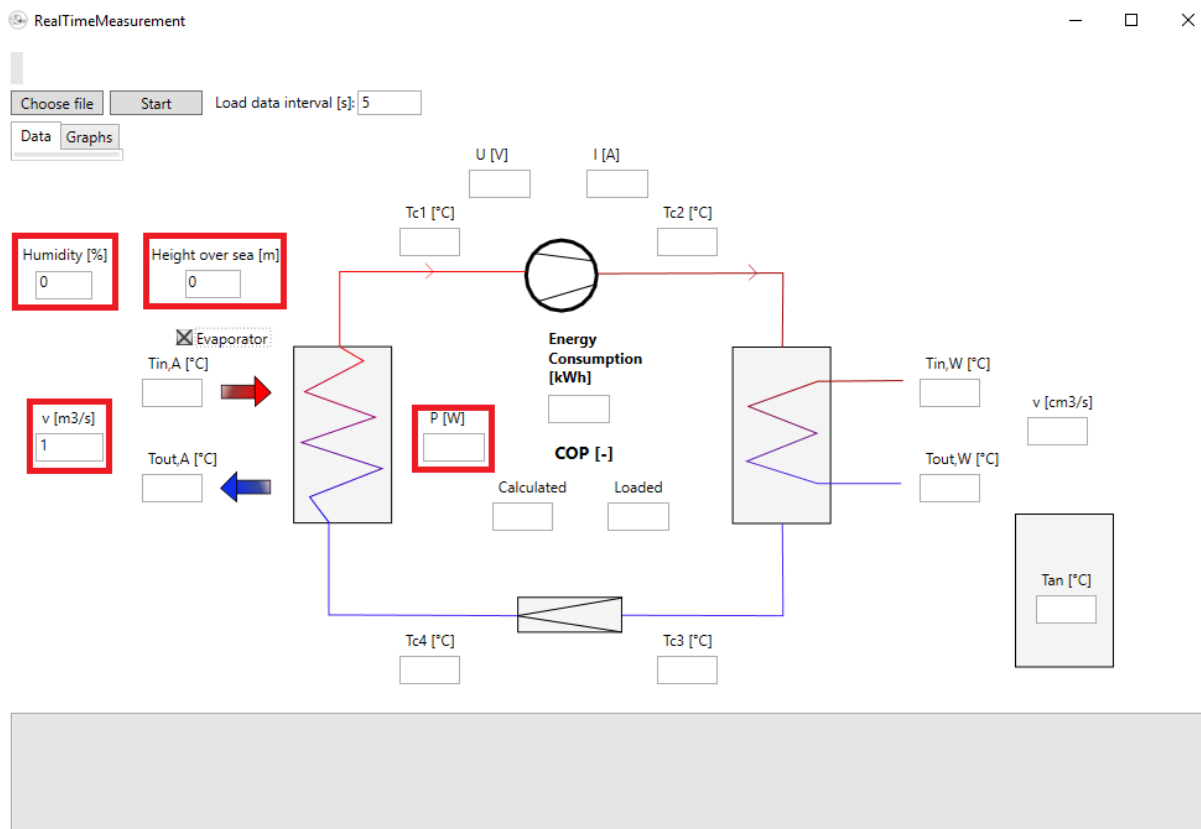 RealTimeMeasurement
Choose file Start Load data interval [s]: 5
Data Graphs
U [V] I [A]
Tc1 [°C] Tc2 [°C]
Humidity [%] Height over sea [m]
0 0
Evaporator
Energy
Consumption
[kWh]
Tin,A [°C] Tin,W [°C]
v [m3/s] P [W] v [cm3/s]
1
COP [-]
Tout,A [°C] Tout,W [°C]
Calculated Loaded
Tan [°C]
Tc4 [°C] Tc3 [°C]